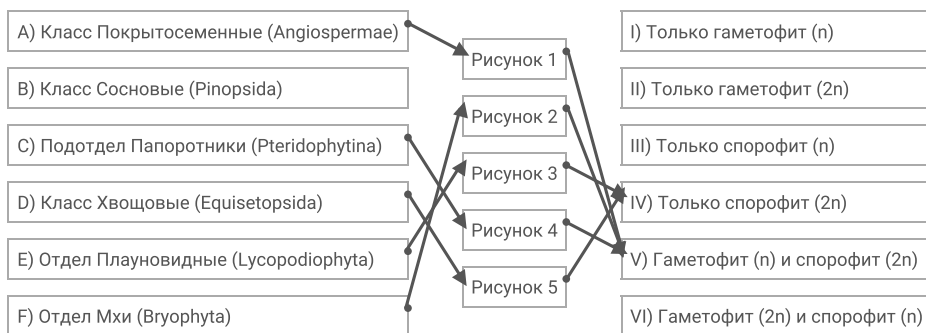 A) Класс Покрытосеменные (Angiospermae)
B) Класс Сосновые (Pinopsida)
C) Подотдел Папоротники (Pteridophytina)
D) Класс Хвощовые (Equisetopsida)
E) Отдел Плауновидные (Lycopodiophyta)
F) Отдел Мхи (Bryophyta)
Рисунок 1
Рисунок 2
Рисунок 3
Рисунок 4
Рисунок 5
I) Только гаметофит (n)
II) Только гаметофит (2n)
III) Только спорофит (n)
IV) Только спорофит (2n)
V) Гаметофит (n) и спорофит (2n)
VI) Гаметофит (2n) и спорофит (n)